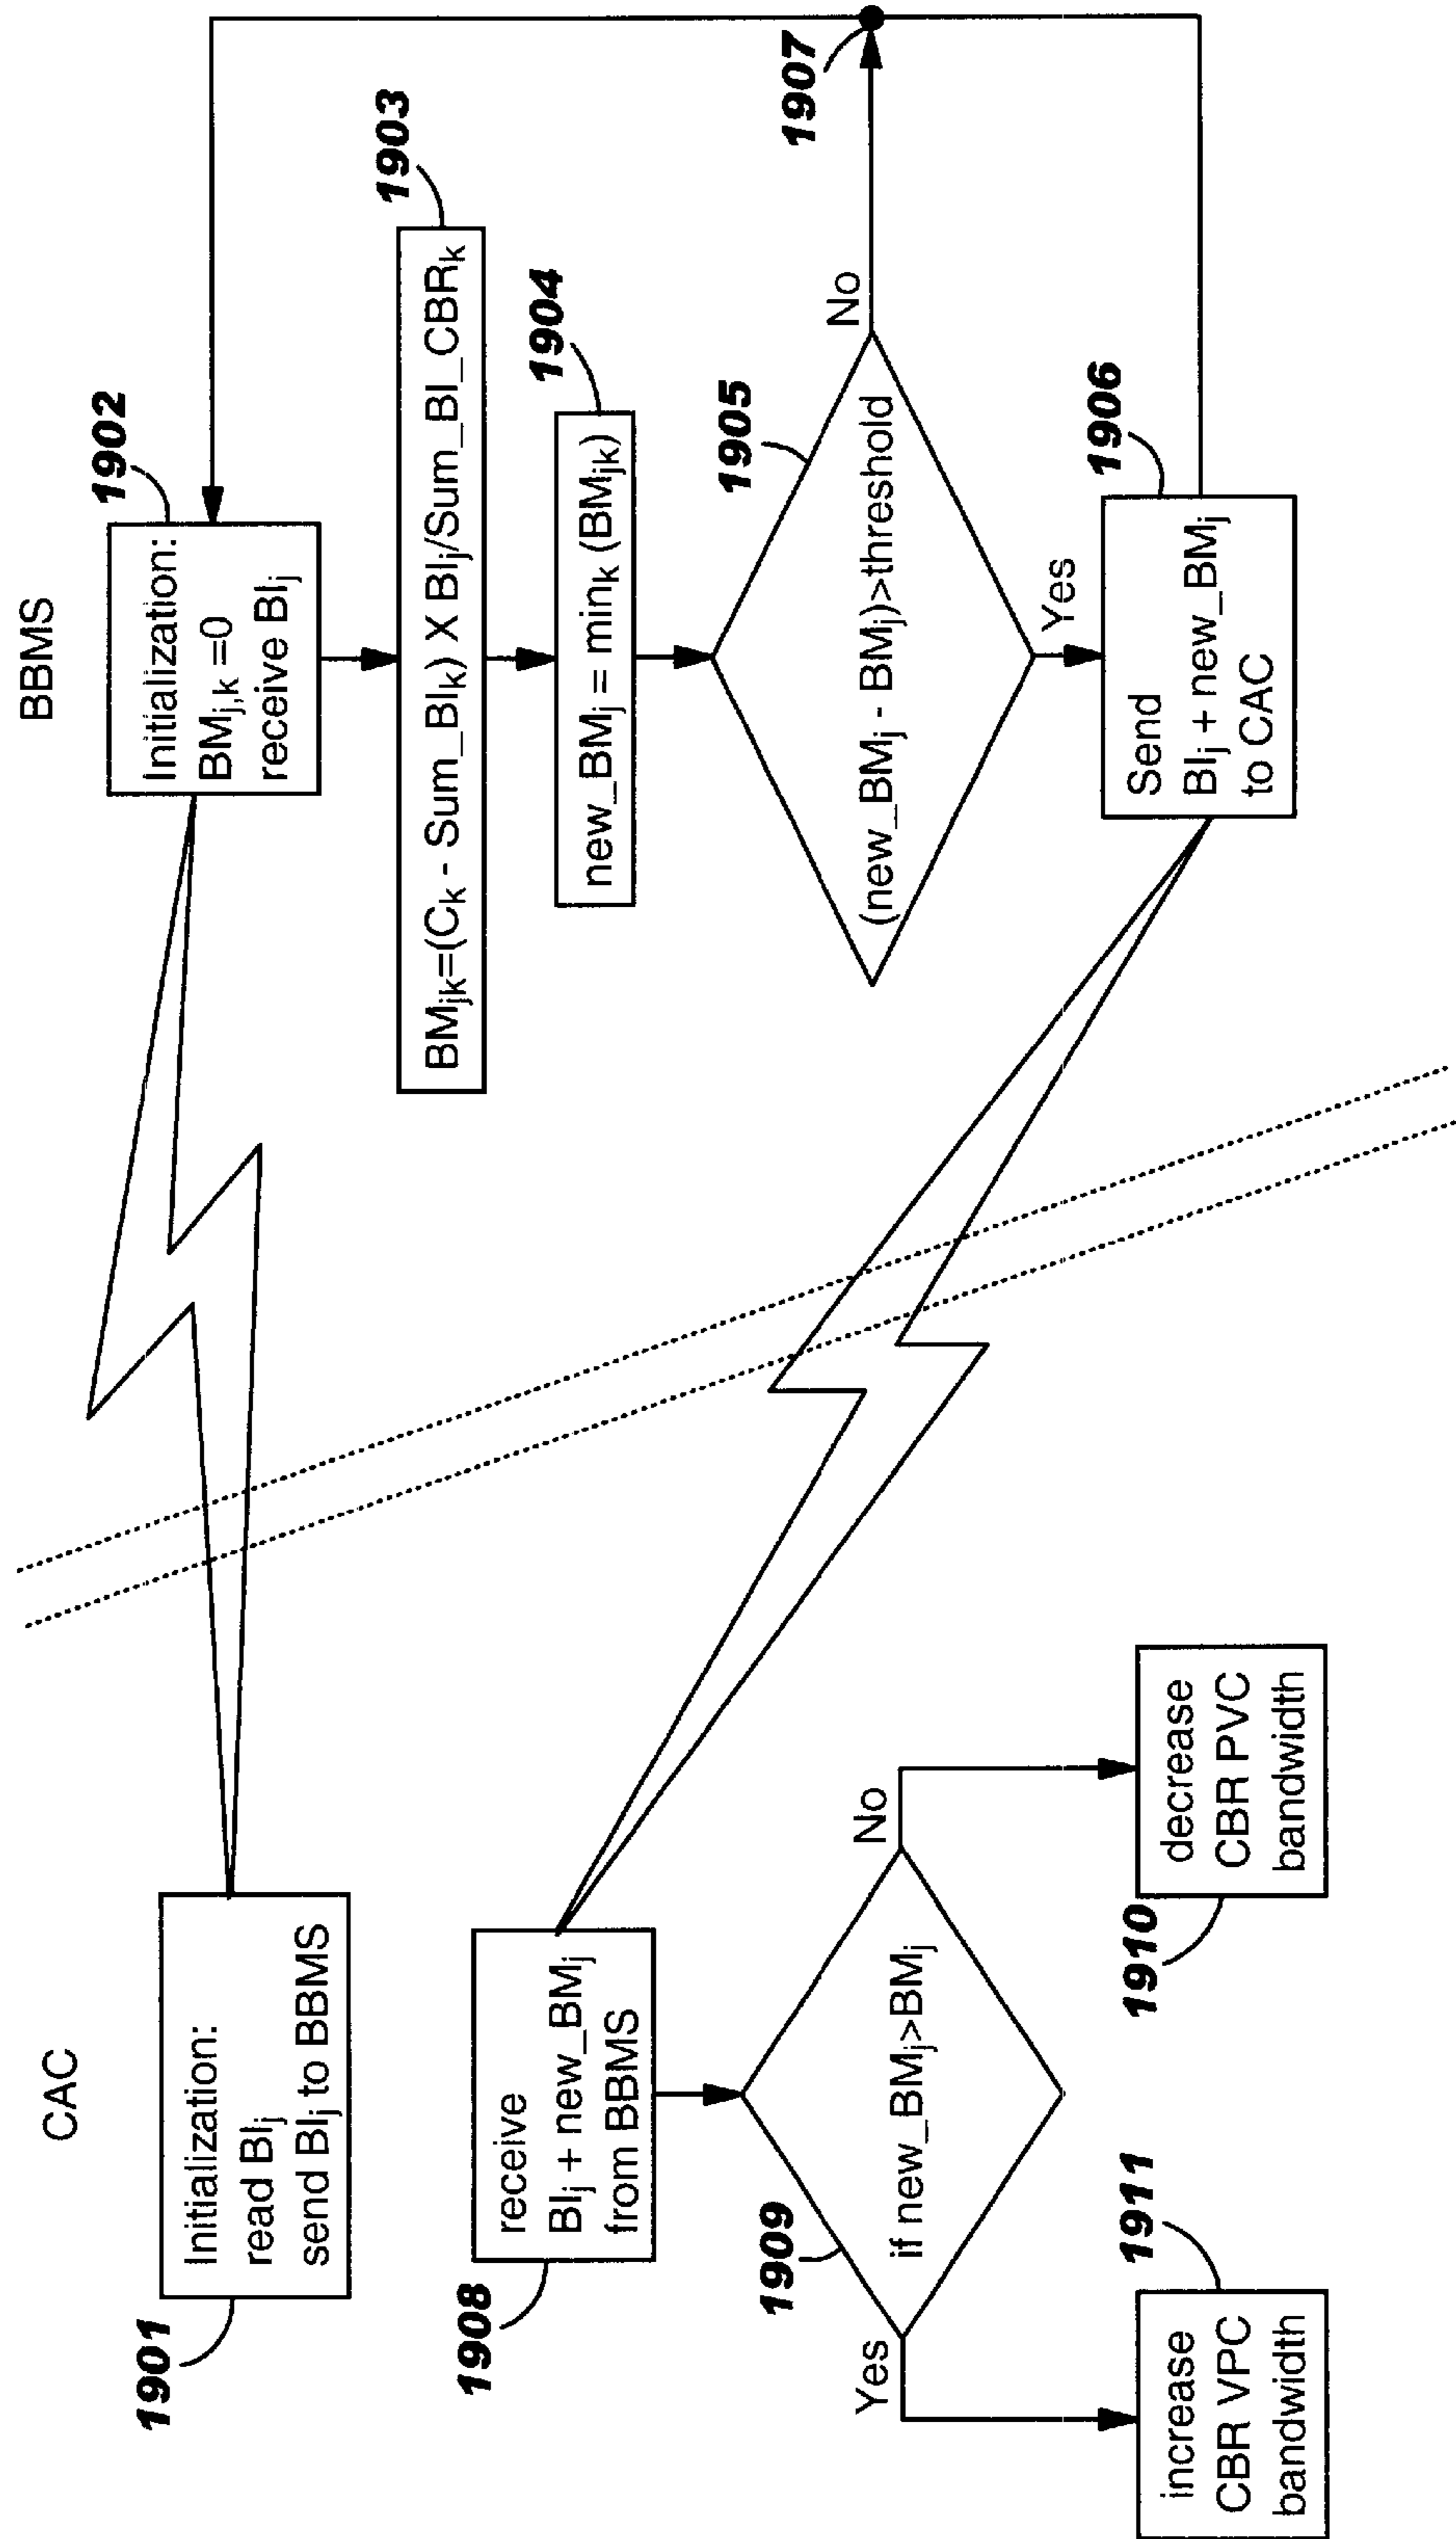 CAC
BBMS
1901
Initialization:
read BIj
send BIj to BBMS
1902
Initialization:
BMj,k =0
receive BIj
1903
BMjk=(Ck - Sum_BIk) X BIj/Sum_BI_CBRk
1904
new_BMj = mink (BMjk)
1905
(new_BMj - BMj)>threshold
No
1907
Yes
1906
Send
BIj + new_BMj
to CAC
1908
receive
BIj + new_BMj
from BBMS
1909
if new_BMj>BMj
Yes
No
1911
increase
CBR VPC
bandwidth
1910
decrease
CBR PVC
bandwidth